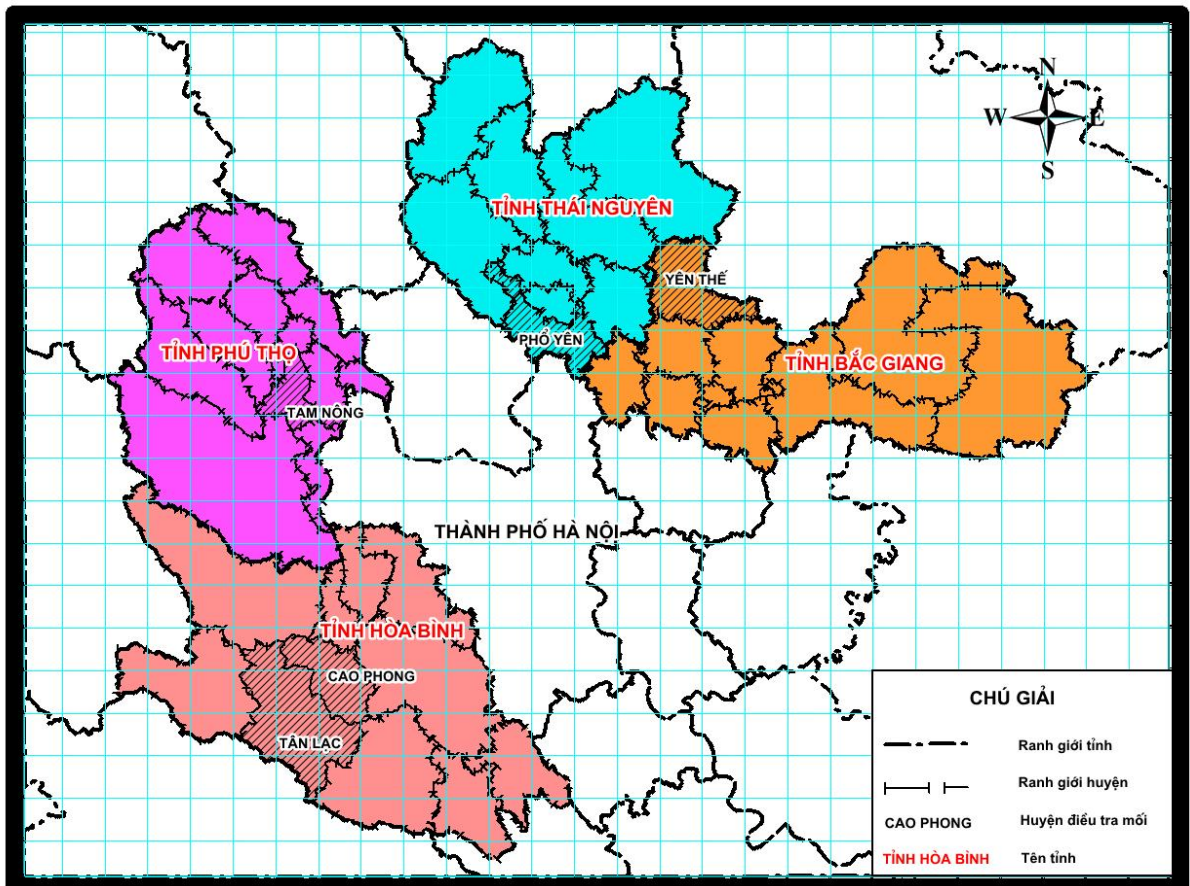 N
W
E
S
TỈNH THÁI NGUYÊN
YÊN THẾ
PHỔ YÊN
TỈNH PHÚ THỌ
TỈNH BẮC GIANG
TAM NÔNG
THÀNH PHỐ HÀ NỘI
TỈNH HÒA BÌNH
CAO PHONG
TÂN LẠC
CHÚ GIẢI
Ranh giới tỉnh
Ranh giới huyện
CAO PHONG Huyện điều tra mối
TỈNH HÒA BÌNH Tên tỉnh